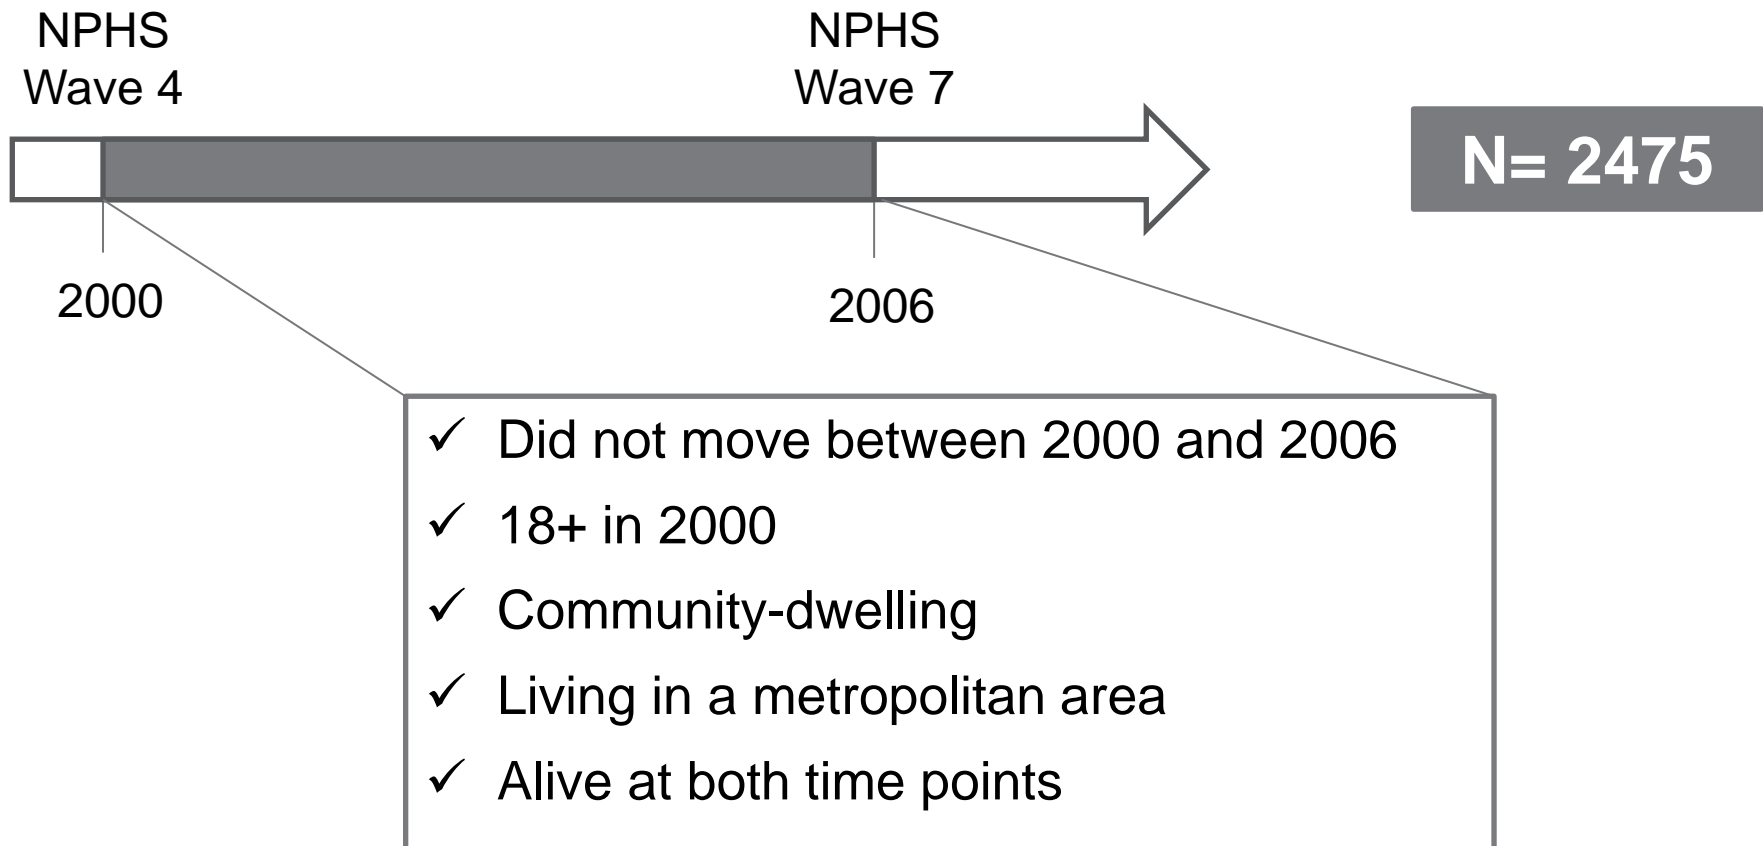 NPHS
Wave 4
NPHS
Wave 7
N= 2475
2000
2006
✓ Did not move between 2000 and 2006
✓ 18+ in 2000
✓ Community-dwelling
✓ Living in a metropolitan area
✓ Alive at both time points